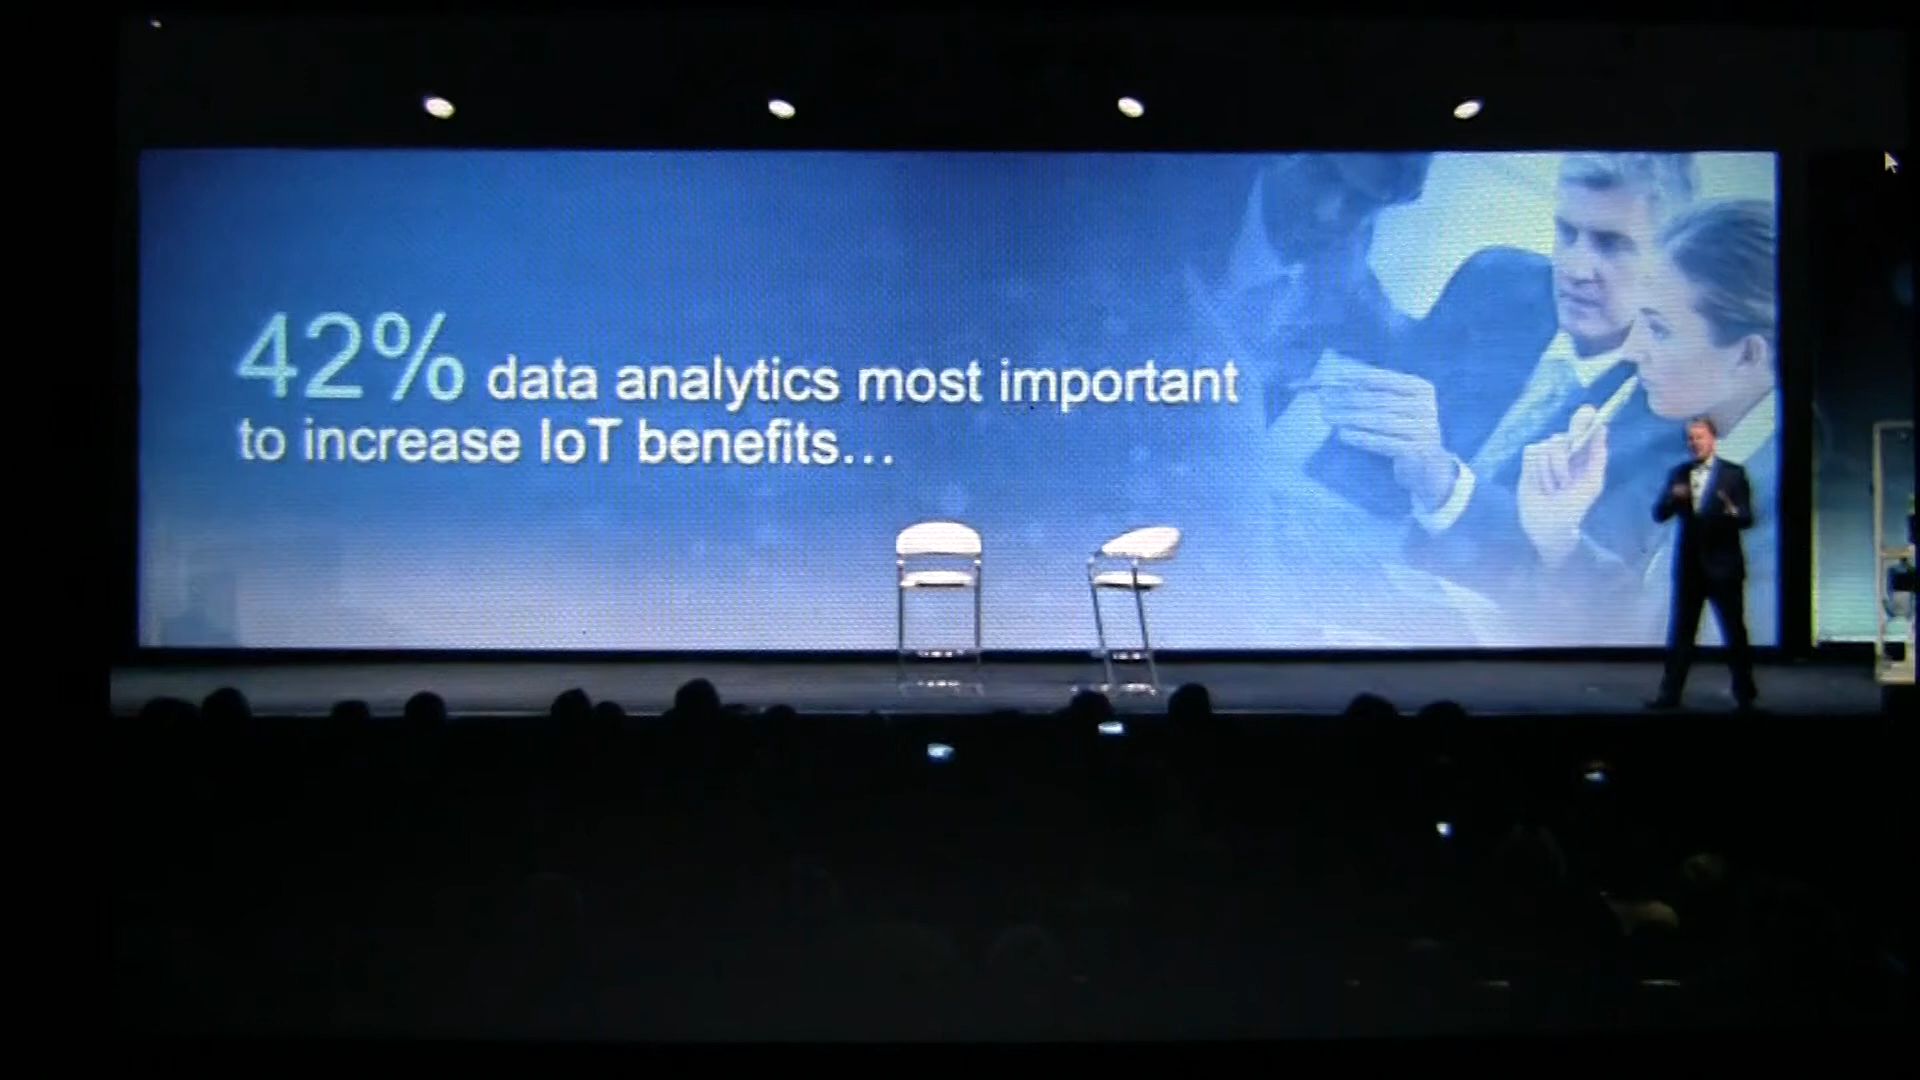 42% data analytics most important
to increase IoT benefits...